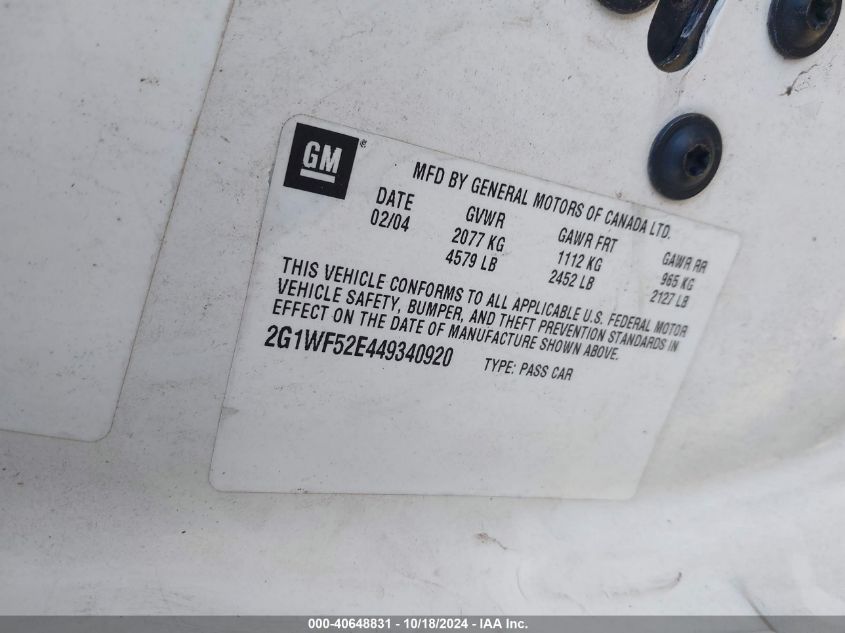 GM ®
MFD BY GENERAL MOTORS OF CANADA LTD.
DATE GVWR GAWR FRT GAWR RR
02/04 2077 KG 1112 KG 965 KG
4579 LB 2452 LB 2127 LB
THIS VEHICLE CONFORMS TO ALL APPLICABLE U.S. FEDERAL MOTOR
VEHICLE SAFETY, BUMPER, AND THEFT PREVENTION STANDARDS IN
EFFECT ON THE DATE OF MANUFACTURE SHOWN ABOVE.
2G1WF52E449340920 TYPE: PASS CAR
000-40648831 - 10/18/2024 - IAA Inc.